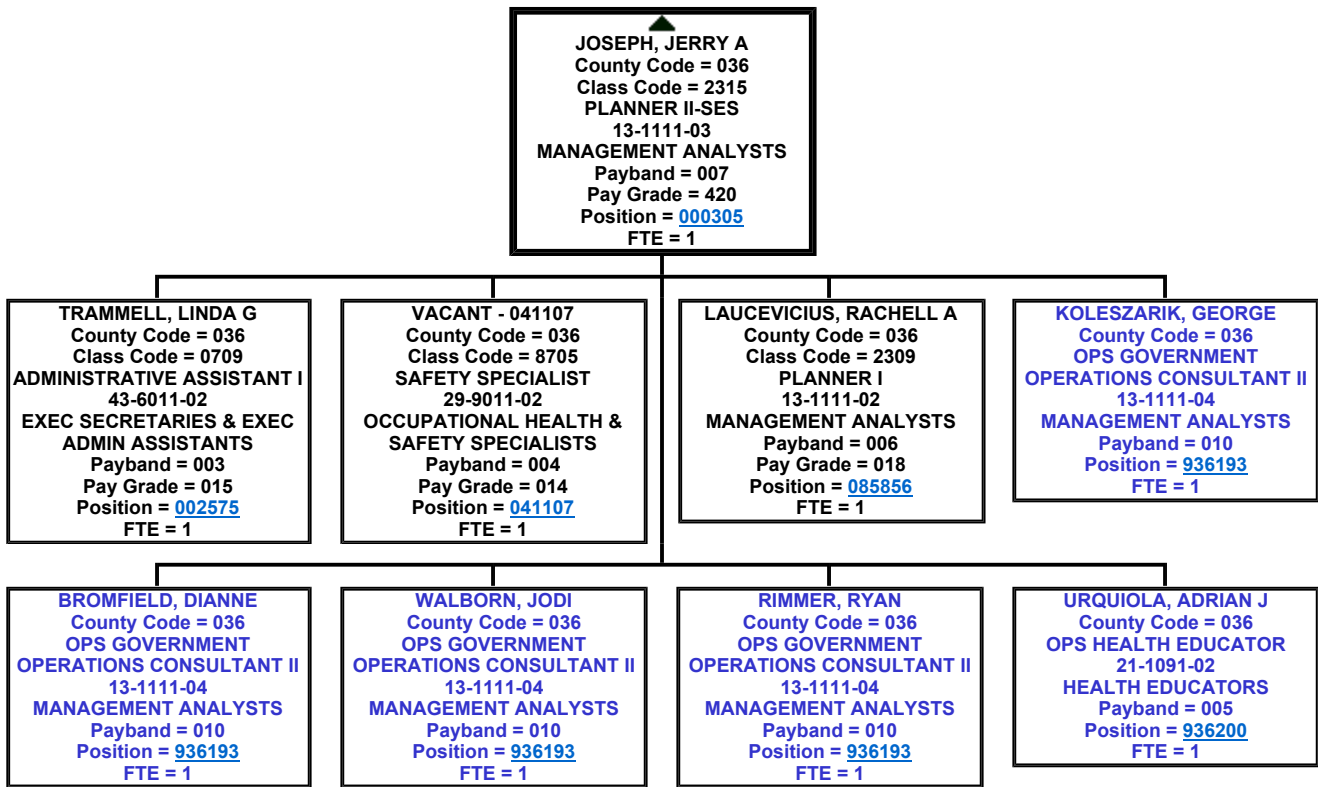 JOSEPH, JERRY A
County Code = 036
Class Code = 2315
PLANNER II-SES
13-1111-03
MANAGEMENT ANALYSTS
Payband = 007
Pay Grade = 420
Position = 000305
FTE = 1
TRAMMELL, LINDA G
County Code = 036
Class Code = 0709
ADMINISTRATIVE ASSISTANT I
43-6011-02
EXEC SECRETARIES & EXEC
ADMIN ASSISTANTS
Payband = 003
Pay Grade = 015
Position = 002575
FTE = 1
VACANT - 041107
County Code = 036
Class Code = 8705
SAFETY SPECIALIST
29-9011-02
OCCUPATIONAL HEALTH &
SAFETY SPECIALISTS
Payband = 004
Pay Grade = 014
Position = 041107
FTE = 1
LAUCEVICIUS, RACHELL A
County Code = 036
Class Code = 2309
PLANNER I
13-1111-02
MANAGEMENT ANALYSTS
Payband = 006
Pay Grade = 018
Position = 085856
FTE = 1
KOLESZARIK, GEORGE
County Code = 036
OPS GOVERNMENT
OPERATIONS CONSULTANT II
13-1111-04
MANAGEMENT ANALYSTS
Payband = 010
Position = 936193
FTE = 1
BROMFIELD, DIANNE
County Code = 036
OPS GOVERNMENT
OPERATIONS CONSULTANT II
13-1111-04
MANAGEMENT ANALYSTS
Payband = 010
Position = 936193
FTE = 1
WALBORN, JODI
County Code = 036
OPS GOVERNMENT
OPERATIONS CONSULTANT II
13-1111-04
MANAGEMENT ANALYSTS
Payband = 010
Position = 936193
FTE = 1
RIMMER, RYAN
County Code = 036
OPS GOVERNMENT
OPERATIONS CONSULTANT II
13-1111-04
MANAGEMENT ANALYSTS
Payband = 010
Position = 936193
FTE = 1
URQUIOLA, ADRIAN J
County Code = 036
OPS HEALTH EDUCATOR
21-1091-02
HEALTH EDUCATORS
Payband = 005
Position = 936200
FTE = 1